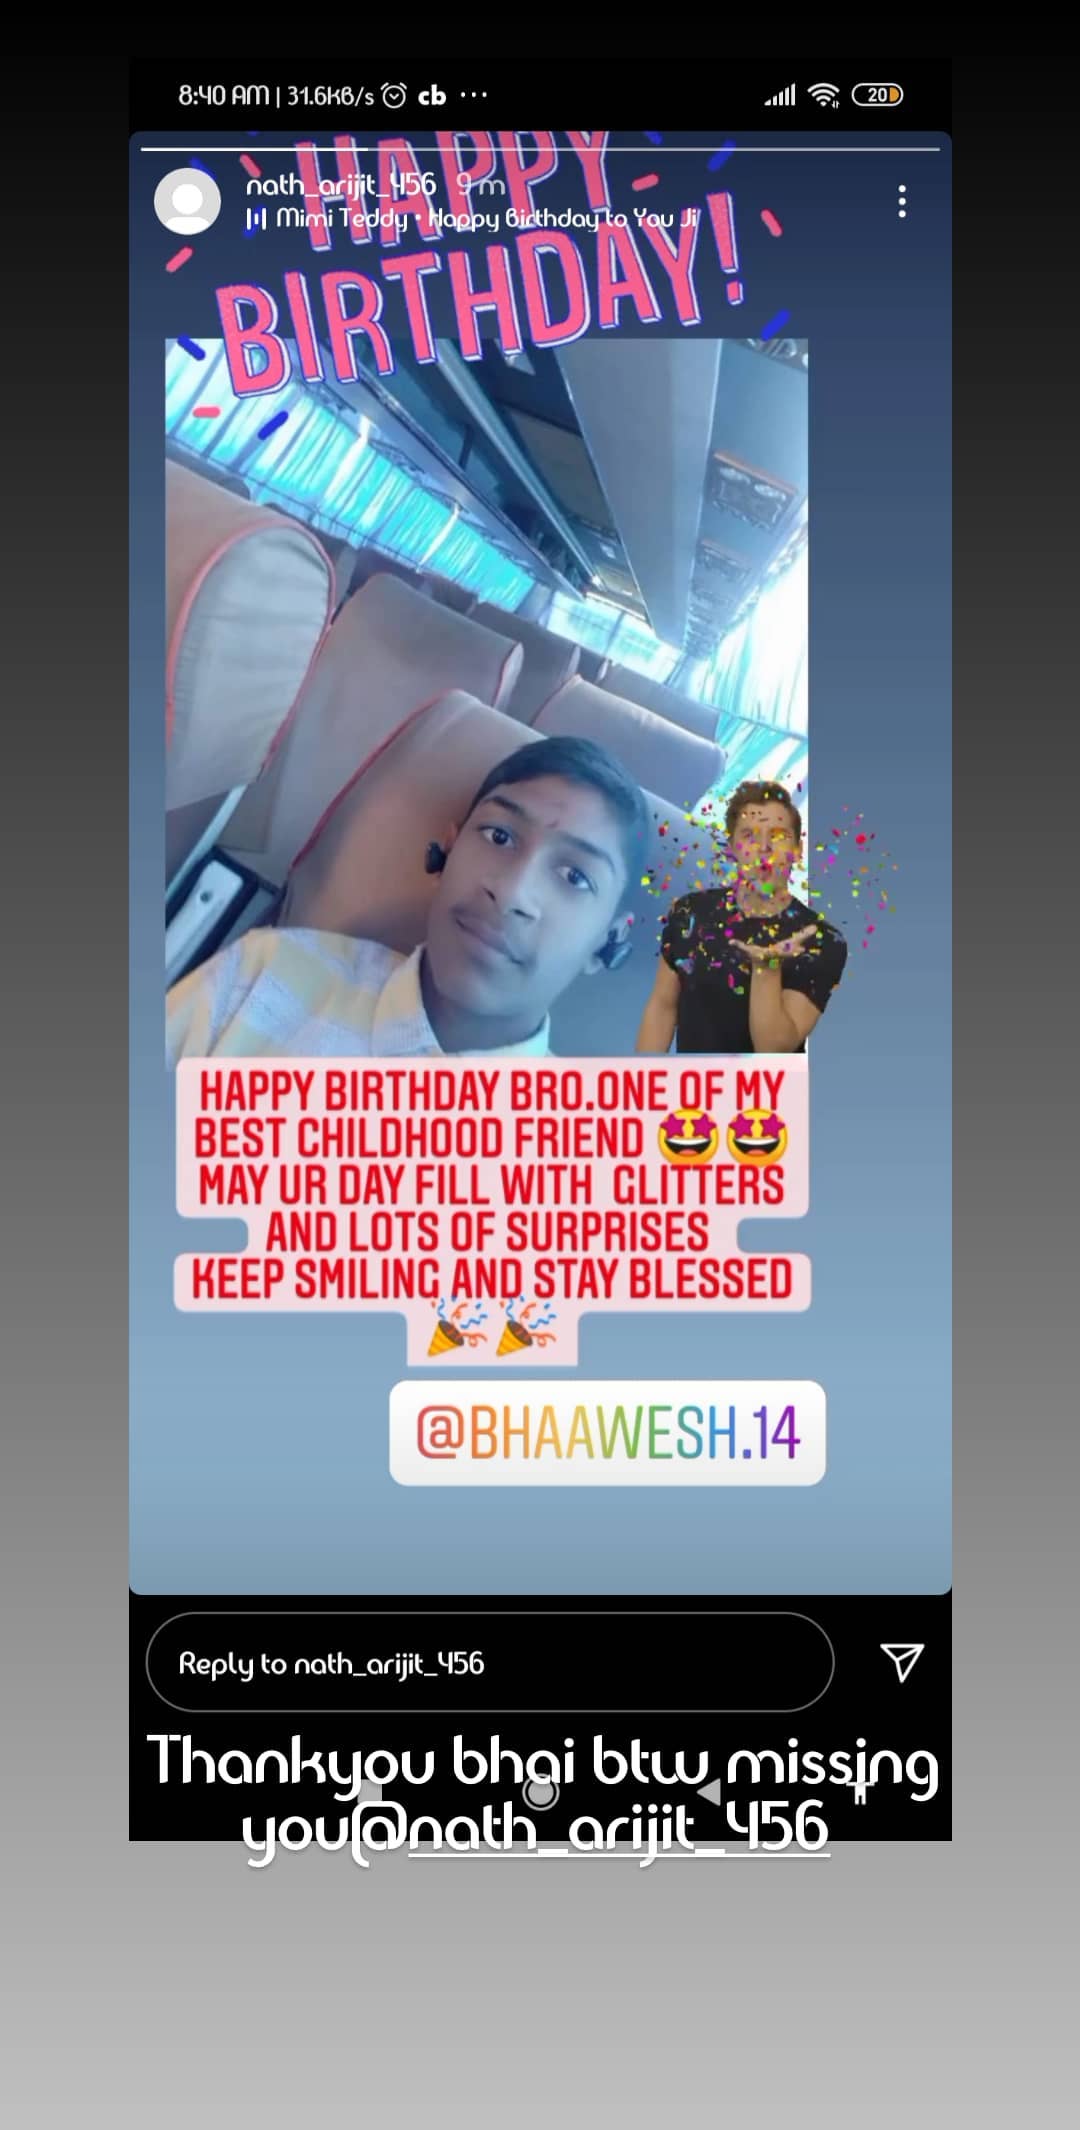 8:40 AM | 31.6KB/s cb ...
20
HAPPY
BIRTHDAY!
nath_arijit_456 9 m
Mimi Teddy • Happy Birthday to You Ji
HAPPY BIRTHDAY BRO.ONE OF MY
BEST CHILDHOOD FRIEND 🤩🤩
MAY UR DAY FILL WITH GLITTERS
AND LOTS OF SURPRISES
KEEP SMILING AND STAY BLESSED
🎉🎉
@BHAAWESH.14
Reply to nath_arijit_456
Thankyou bhai btw missing
you@nath_arijit_456